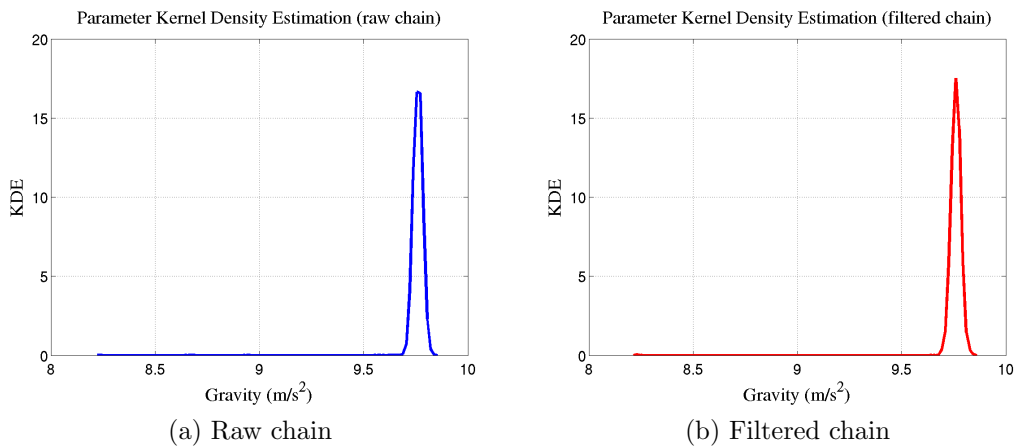 Parameter Kernel Density Estimation (raw chain)
20
15
10
5
0
KDE
8
8.5
9
9.5
10
Gravity (m/s²)
(a) Raw chain
Parameter Kernel Density Estimation (filtered chain)
20
15
10
5
0
KDE
8
8.5
9
9.5
10
Gravity (m/s²)
(b) Filtered chain